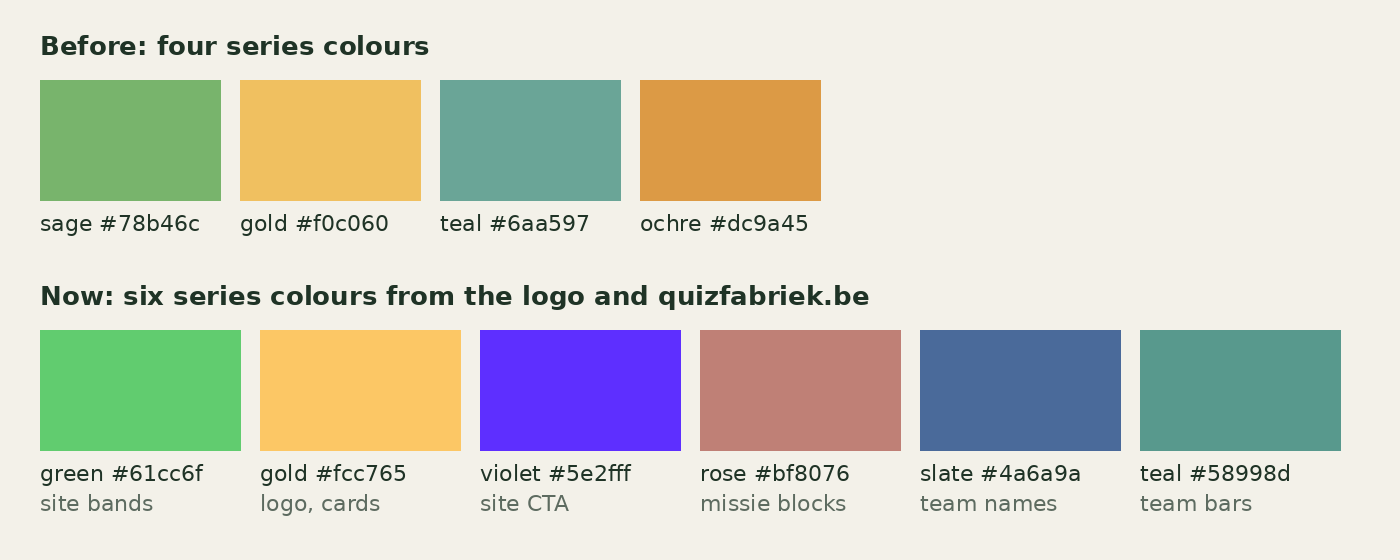 Before: four series colours
sage #78b46c gold #f0c060 teal #6aa597 ochre #dc9a45
Now: six series colours from the logo and quizfabriek.be
green #61cc6f gold #fcc765 violet #5e2fff rose #bf8076 slate #4a6a9a teal #58998d
site bands logo, cards site CTA missie blocks team names team bars